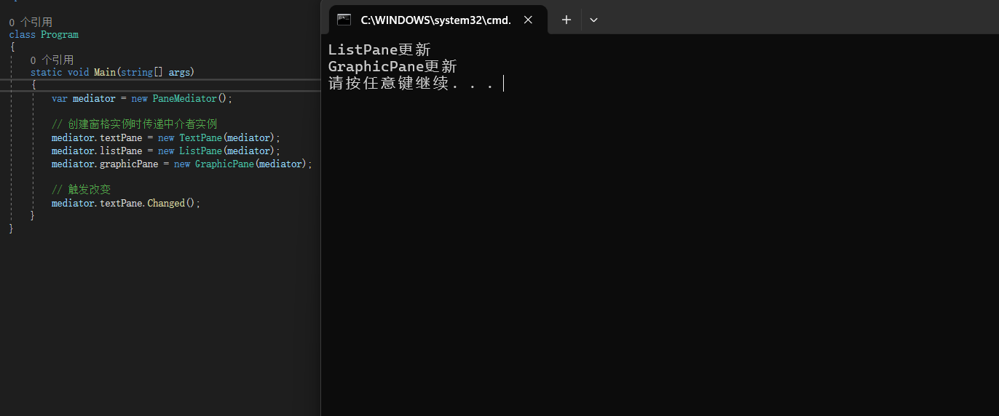 0 个引用
class Program
{
0 个引用
static void Main(string[] args)
{
var mediator = new PaneMediator();
// 创建窗格实例时传递中介者实例
mediator.textPane = new TextPane(mediator);
mediator.listPane = new ListPane(mediator);
mediator.graphicPane = new GraphicPane(mediator);
// 触发改变
mediator.textPane.Changed();
}
}
C:\WINDOWS\system32\cmd.
ListPane更新
GraphicPane更新
请按任意键继续. . .